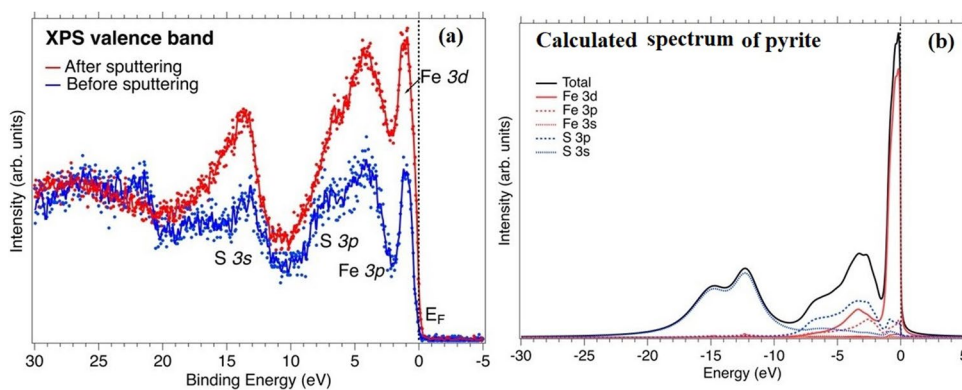 XPS valence band
(a)
After sputtering
Before sputtering
Fe 3d
S 3s
S 3p
Fe 3p
E_F
Intensity (arb. units)
30 25 20 15 10 5 0 -5
Binding Energy (eV)
Calculated spectrum of pyrite
(b)
Total
Fe 3d
Fe 3p
Fe 3s
S 3p
S 3s
Intensity (arb. units)
-30 -25 -20 -15 -10 -5 0 -5
Energy (eV)